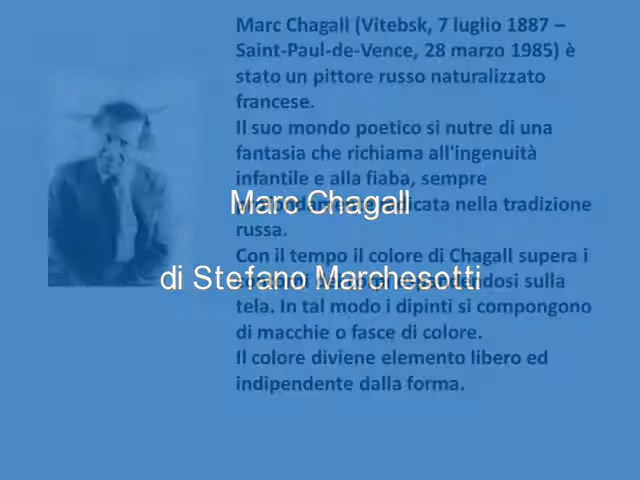 Marc Chagall (Vitebsk, 7 luglio 1887 –
Saint-Paul-de-Vence, 28 marzo 1985) è
stato un pittore russo naturalizzato
francese.
Il suo mondo poetico si nutre di una
fantasia che richiama all'ingenuità
infantile e alla fiaba, sempre
nella tradizione
russa.
Con il tempo il colore di Chagall supera i
sulla
tela. In tal modo i dipinti si compongono
di macchie o fasce di colore.
Il colore diviene elemento libero ed
indipendente dalla forma.
Marc Chagall
di Stefano Marchesotti